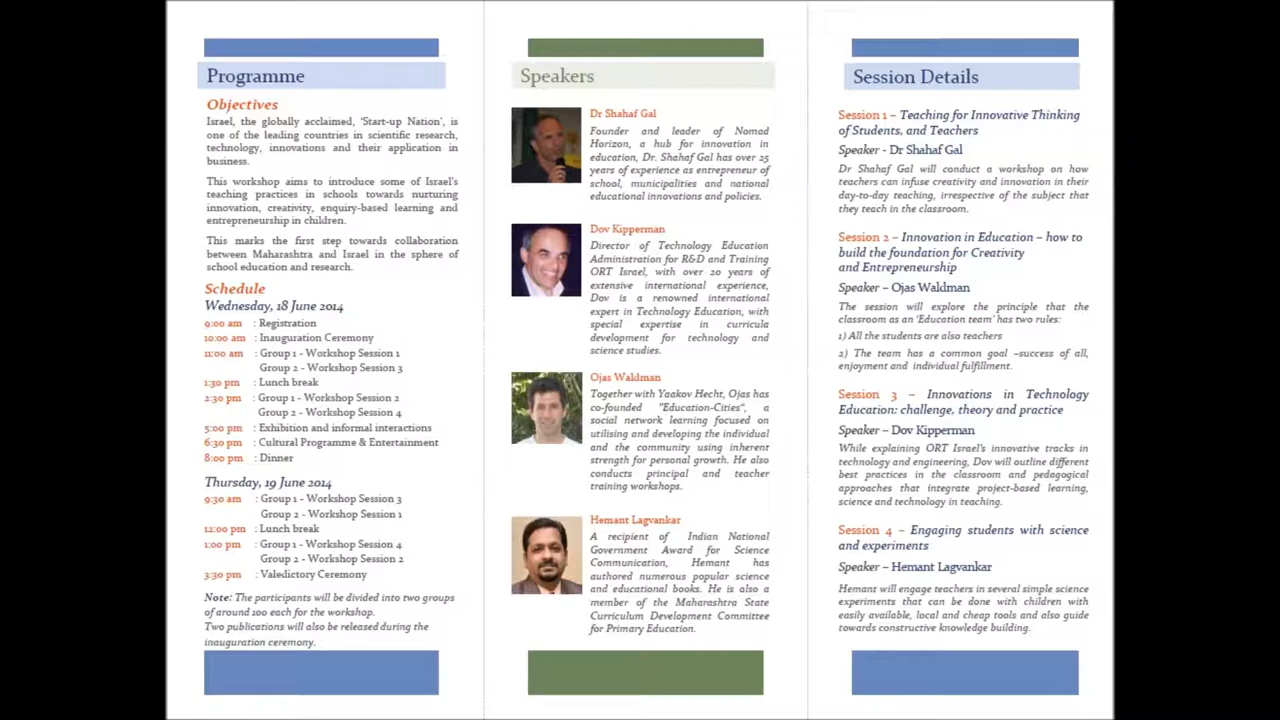 Programme
Objectives
Israel, the globally acclaimed, 'Start-up Nation', is
one of the leading countries in scientific research,
technology, innovations and their application in
business.
This workshop aims to introduce some of Israel's
teaching practices in schools towards nurturing
innovation, creativity, enquiry-based learning and
entrepreneurship in children.
This marks the first step towards collaboration
between Maharashtra and Israel in the sphere of
school education and research.
Schedule
Wednesday, 18 June 2014
9:00 am : Registration
10:00 am : Inauguration Ceremony
11:00 am : Group 1 - Workshop Session 1
Group 2 - Workshop Session 3
1:30 pm : Lunch break
2:30 pm : Group 1 - Workshop Session 2
Group 2 - Workshop Session 4
5:00 pm : Exhibition and informal interactions
6:30 pm : Cultural Programme & Entertainment
8:00 pm : Dinner
Thursday, 19 June 2014
9:30 am : Group 1 - Workshop Session 3
Group 2 - Workshop Session 1
12:00 pm : Lunch break
1:00 pm : Group 1 - Workshop Session 4
Group 2 - Workshop Session 2
3:30 pm : Valedictory Ceremony
Note: The participants will be divided into two groups
of around 100 each for the workshop.
Two publications will also be released during the
inauguration ceremony.
Speakers
Dr Shahaf Gal
Founder and leader of Nomad
Horizon, a hub for innovation in
education, Dr. Shahaf Gal has over 25
years of experience as entrepreneur of
school, municipalities and national
educational innovations and policies.
Dov Kipperman
Director of Technology Education
Administration for R&D and Training
ORT Israel, with over 20 years of
extensive international experience,
Dov is a renowned international
expert in Technology Education, with
special expertise in curricula
development for technology and
science studies.
Ojas Waldman
Together with Yaakov Hecht, Ojas has
co-founded "Education-Cities", a
social network learning focused on
utilising and developing the individual
and the community using inherent
strength for personal growth. He also
conducts principal and teacher
training workshops.
Hemant Lagvankar
A recipient of Indian National
Government Award for Science
Communication, Hemant has
authored numerous popular science
and educational books. He is also a
member of the Maharashtra State
Curriculum Development Committee
for Primary Education.
Session Details
Session 1 – Teaching for Innovative Thinking
of Students, and Teachers
Speaker - Dr Shahaf Gal
Dr Shahaf Gal will conduct a workshop on how
teachers can infuse creativity and innovation in their
day-to-day teaching, irrespective of the subject that
they teach in the classroom.
Session 2 – Innovation in Education – how to
build the foundation for Creativity
and Entrepreneurship
Speaker – Ojas Waldman
The session will explore the principle that the
classroom as an 'Education team' has two rules:
1) All the students are also teachers
2) The team has a common goal –success of all,
enjoyment and individual fulfillment.
Session 3 – Innovations in Technology
Education: challenge, theory and practice
Speaker – Dov Kipperman
While explaining ORT Israel's innovative tracks in
technology and engineering, Dov will outline different
best practices in the classroom and pedagogical
approaches that integrate project-based learning,
science and technology in teaching.
Session 4 – Engaging students with science
and experiments
Speaker – Hemant Lagvankar
Hemant will engage teachers in several simple science
experiments that can be done with children with
easily available, local and cheap tools and also guide
towards constructive knowledge building.